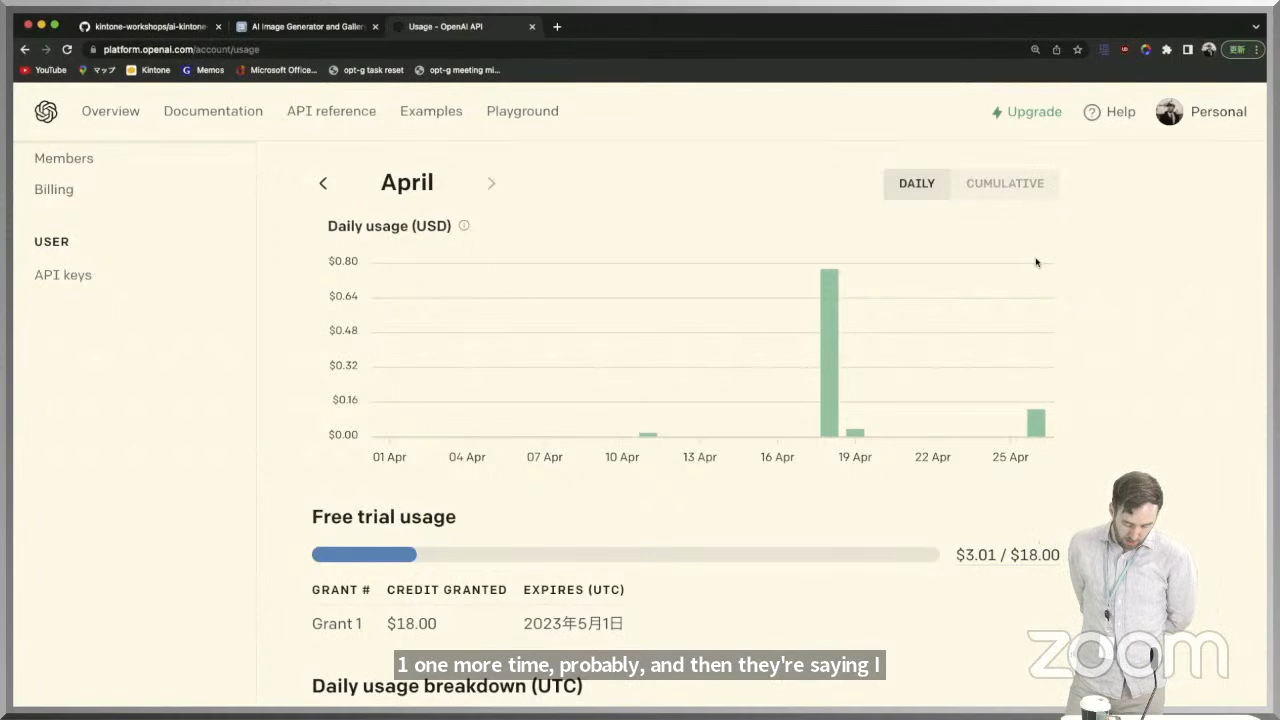 kintone-workshops/ai-kintone-
AI Image Generator and Gallery
Usage - OpenAI API
platform.openai.com/account/usage
更新
YouTube
マップ
Kintone
Memos
Microsoft Office...
opt-g task reset
opt-g meeting mi...
Overview
Documentation
API reference
Examples
Playground
Upgrade
Help
Personal
Members
Billing
USER
API keys
April
DAILY
CUMULATIVE
Daily usage (USD)
$0.80
$0.64
$0.48
$0.32
$0.16
$0.00
01 Apr
04 Apr
07 Apr
10 Apr
13 Apr
16 Apr
19 Apr
22 Apr
25 Apr
Free trial usage
$3.01 / $18.00
GRANT # CREDIT GRANTED EXPIRES (UTC)
Grant 1 $18.00 2023年5月1日
1 one more time, probably, and then they're saying I
Daily usage breakdown (UTC)
zoom